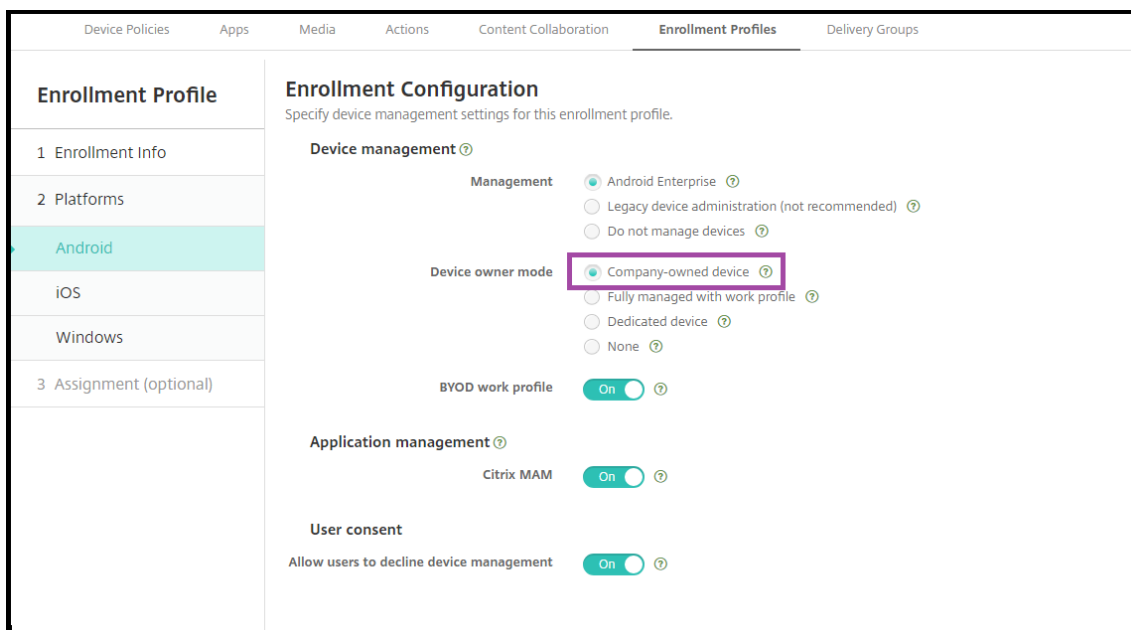 Device Policies Apps Media Actions Content Collaboration Enrollment Profiles Delivery Groups
Enrollment Profile
1 Enrollment Info
2 Platforms
Android
iOS
Windows
3 Assignment (optional)
Enrollment Configuration
Specify device management settings for this enrollment profile.
Device management ?
Management
Android Enterprise ?
Legacy device administration (not recommended) ?
Do not manage devices ?
Device owner mode
Company-owned device ?
Fully managed with work profile ?
Dedicated device ?
None ?
BYOD work profile On ?
Application management ?
Citrix MAM On ?
User consent
Allow users to decline device management On ?